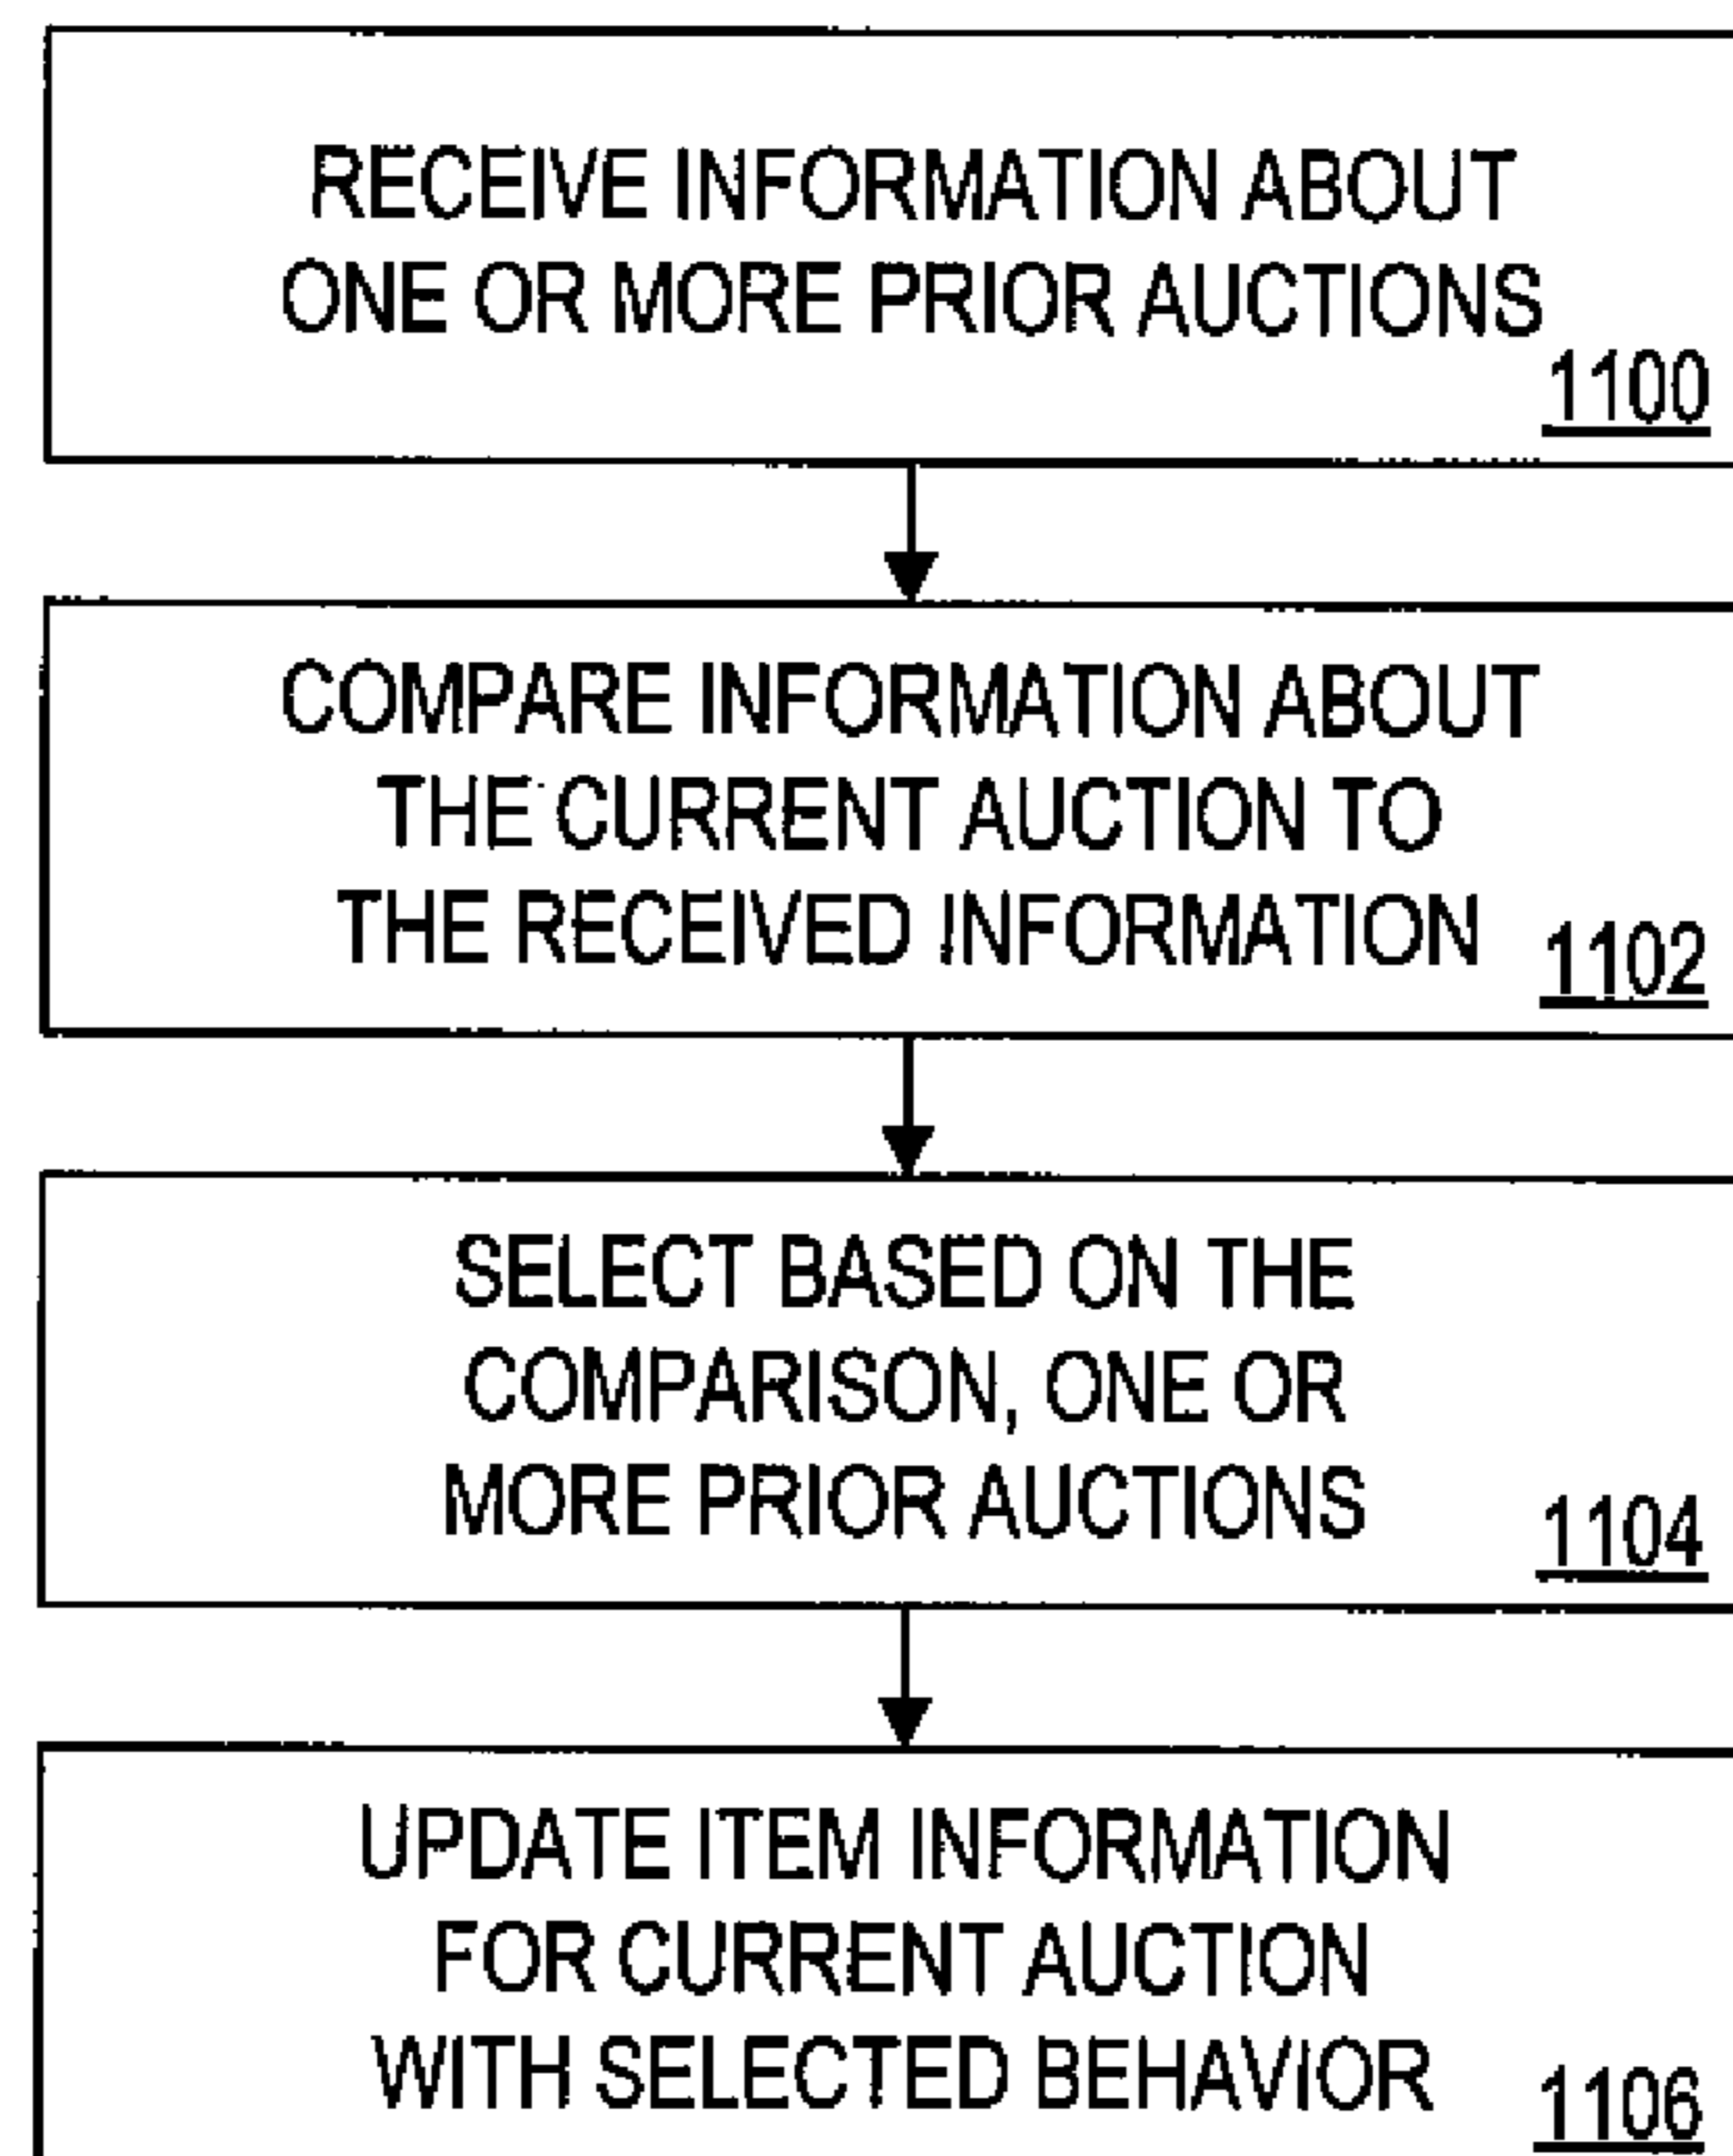 RECEIVE INFORMATION ABOUT
ONE OR MORE PRIOR AUCTIONS
1100
COMPARE INFORMATION ABOUT
THE CURRENT AUCTION TO
THE RECEIVED INFORMATION
1102
SELECT BASED ON THE
COMPARISON, ONE OR
MORE PRIOR AUCTIONS
1104
UPDATE ITEM INFORMATION
FOR CURRENT AUCTION
WITH SELECTED BEHAVIOR
1106